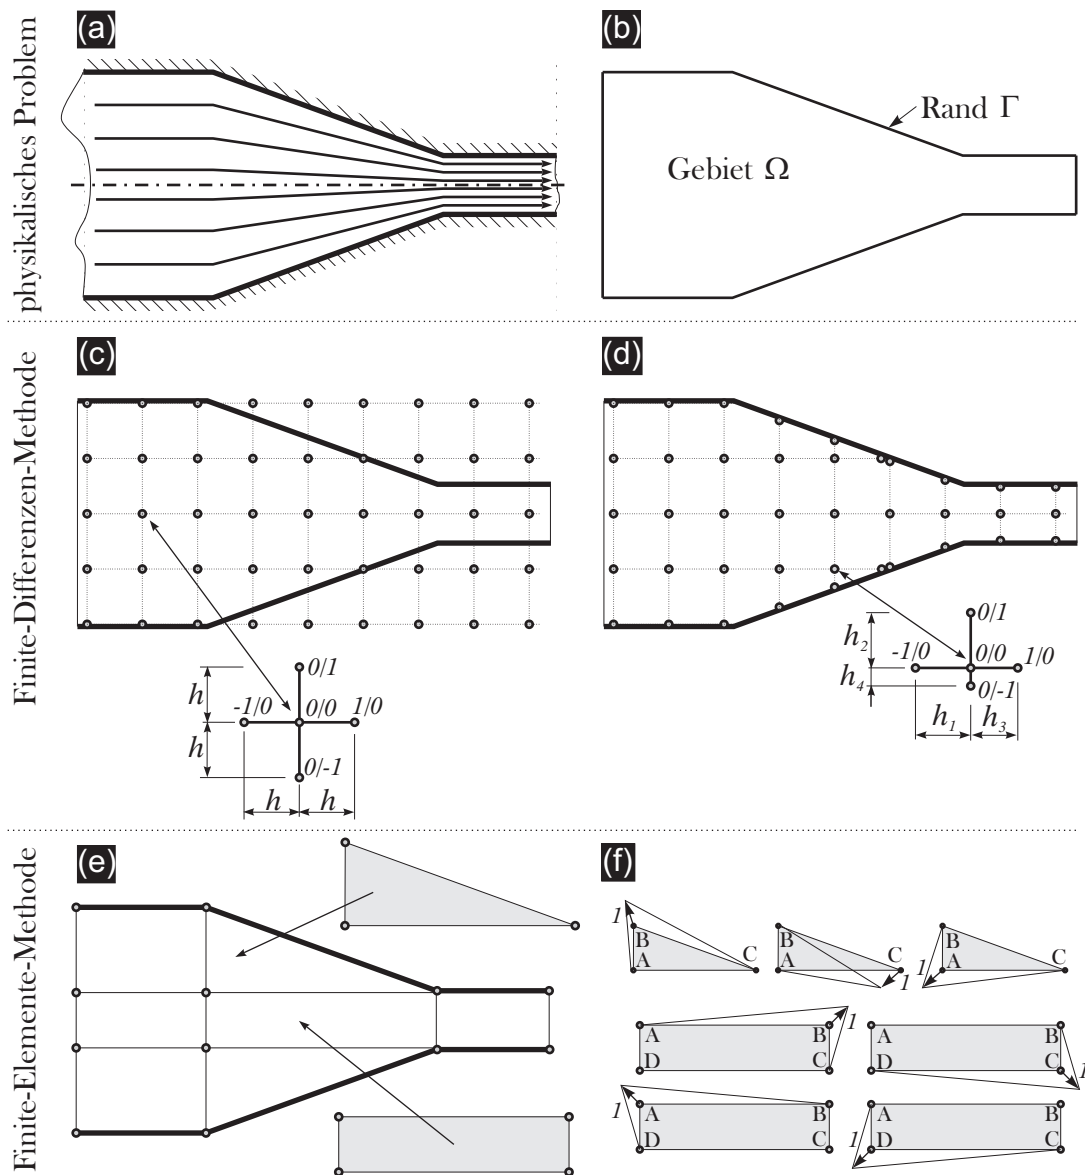 physikalisches Problem
(a)
(b)
Rand Γ
Gebiet Ω
Finite-Differenzen-Methode
(c)
(d)
0/1
-1/0
0/0
1/0
0/-1
h
h
h
h
0/1
-1/0
0/0
1/0
0/-1
h2
h4
h1
h3
Finite-Elemente-Methode
(e)
(f)
1
B
A
C
B
A
C
1
B
A
C
1
A
B
D
C
1
A
B
D
C
1
1
A
B
D
C
A
B
1
D
C